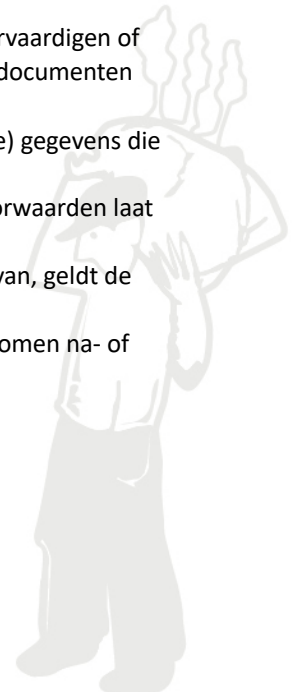 rvaardigen of
documenten
e) gegevens die
orwaarden laat
van, geldt de
omen na- of